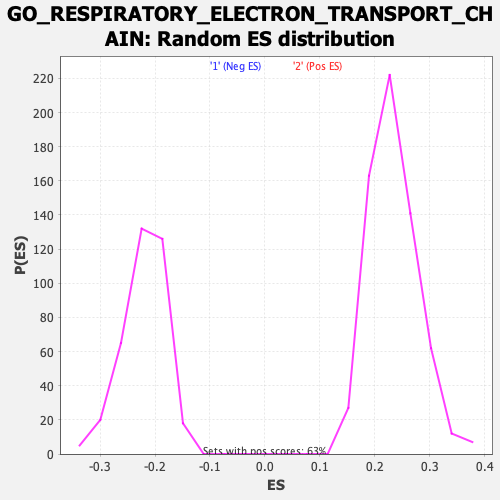 GO_RESPIRATORY_ELECTRON_TRANSPORT_CH
AIN: Random ES distribution
'1' (Neg ES) '2' (Pos ES)
P(ES)
220
200
180
160
140
120
100
80
60
40
20
0
Sets with pos scores: 63%
-0.3 -0.2 -0.1 0.0 0.1 0.2 0.3 0.4
ES